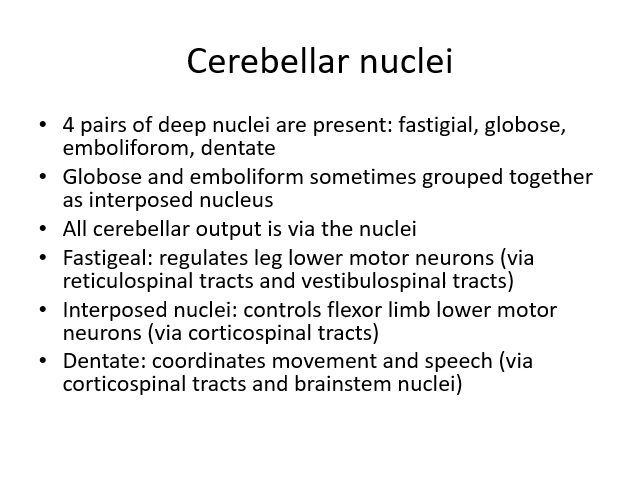 Cerebellar nuclei
• 4 pairs of deep nuclei are present: fastigial, globose,
emboliforom, dentate
• Globose and emboliform sometimes grouped together
as interposed nucleus
• All cerebellar output is via the nuclei
• Fastigeal: regulates leg lower motor neurons (via
reticulospinal tracts and vestibulospinal tracts)
• Interposed nuclei: controls flexor limb lower motor
neurons (via corticospinal tracts)
• Dentate: coordinates movement and speech (via
corticospinal tracts and brainstem nuclei)